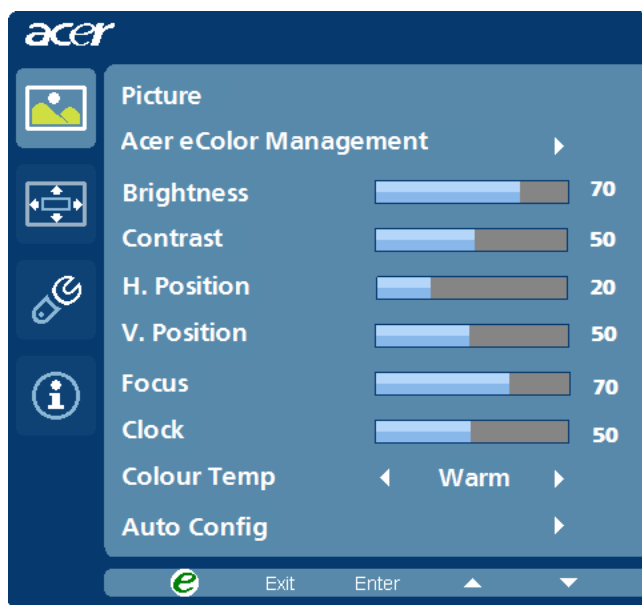 acer
Picture
Acer eColor Management
Brightness 70
Contrast 50
H. Position 20
V. Position 50
Focus 70
Clock 50
Colour Temp Warm
Auto Config
e Exit Enter